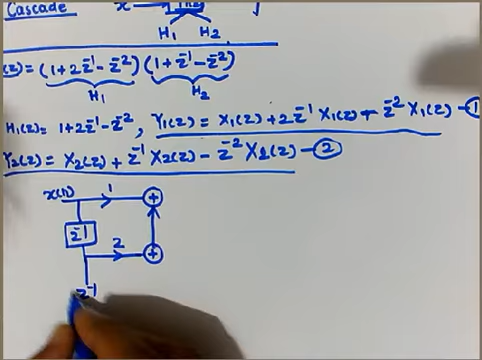 Cascade x y
H₁ H₂
(z) = (1+2z⁻¹-z⁻²)(1+z⁻¹-z⁻²)
H₁ H₂
H₁(z) = 1+2z⁻¹-z⁻² , Y₁(z) = X₁(z)+2z⁻¹ X₁(z) - z⁻² X₁(z) -①
Y₂(z) = X₂(z) + z⁻¹ X₂(z) - z⁻² X₂(z) -②
x(n) 1 +
z⁻¹
2 +
z⁻¹